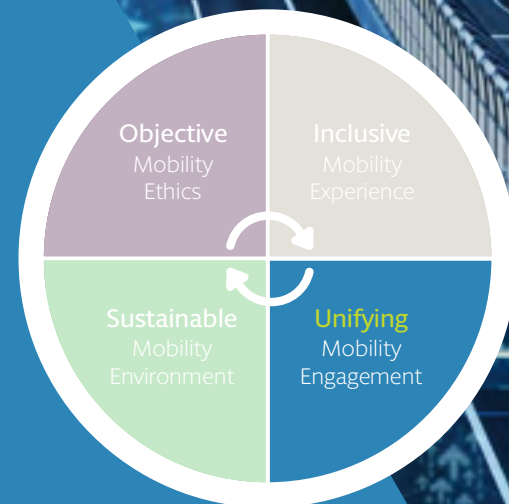 Objective
Mobility
Ethics
Inclusive
Mobility
Experience
Sustainable
Mobility
Environment
Unifying
Mobility
Engagement